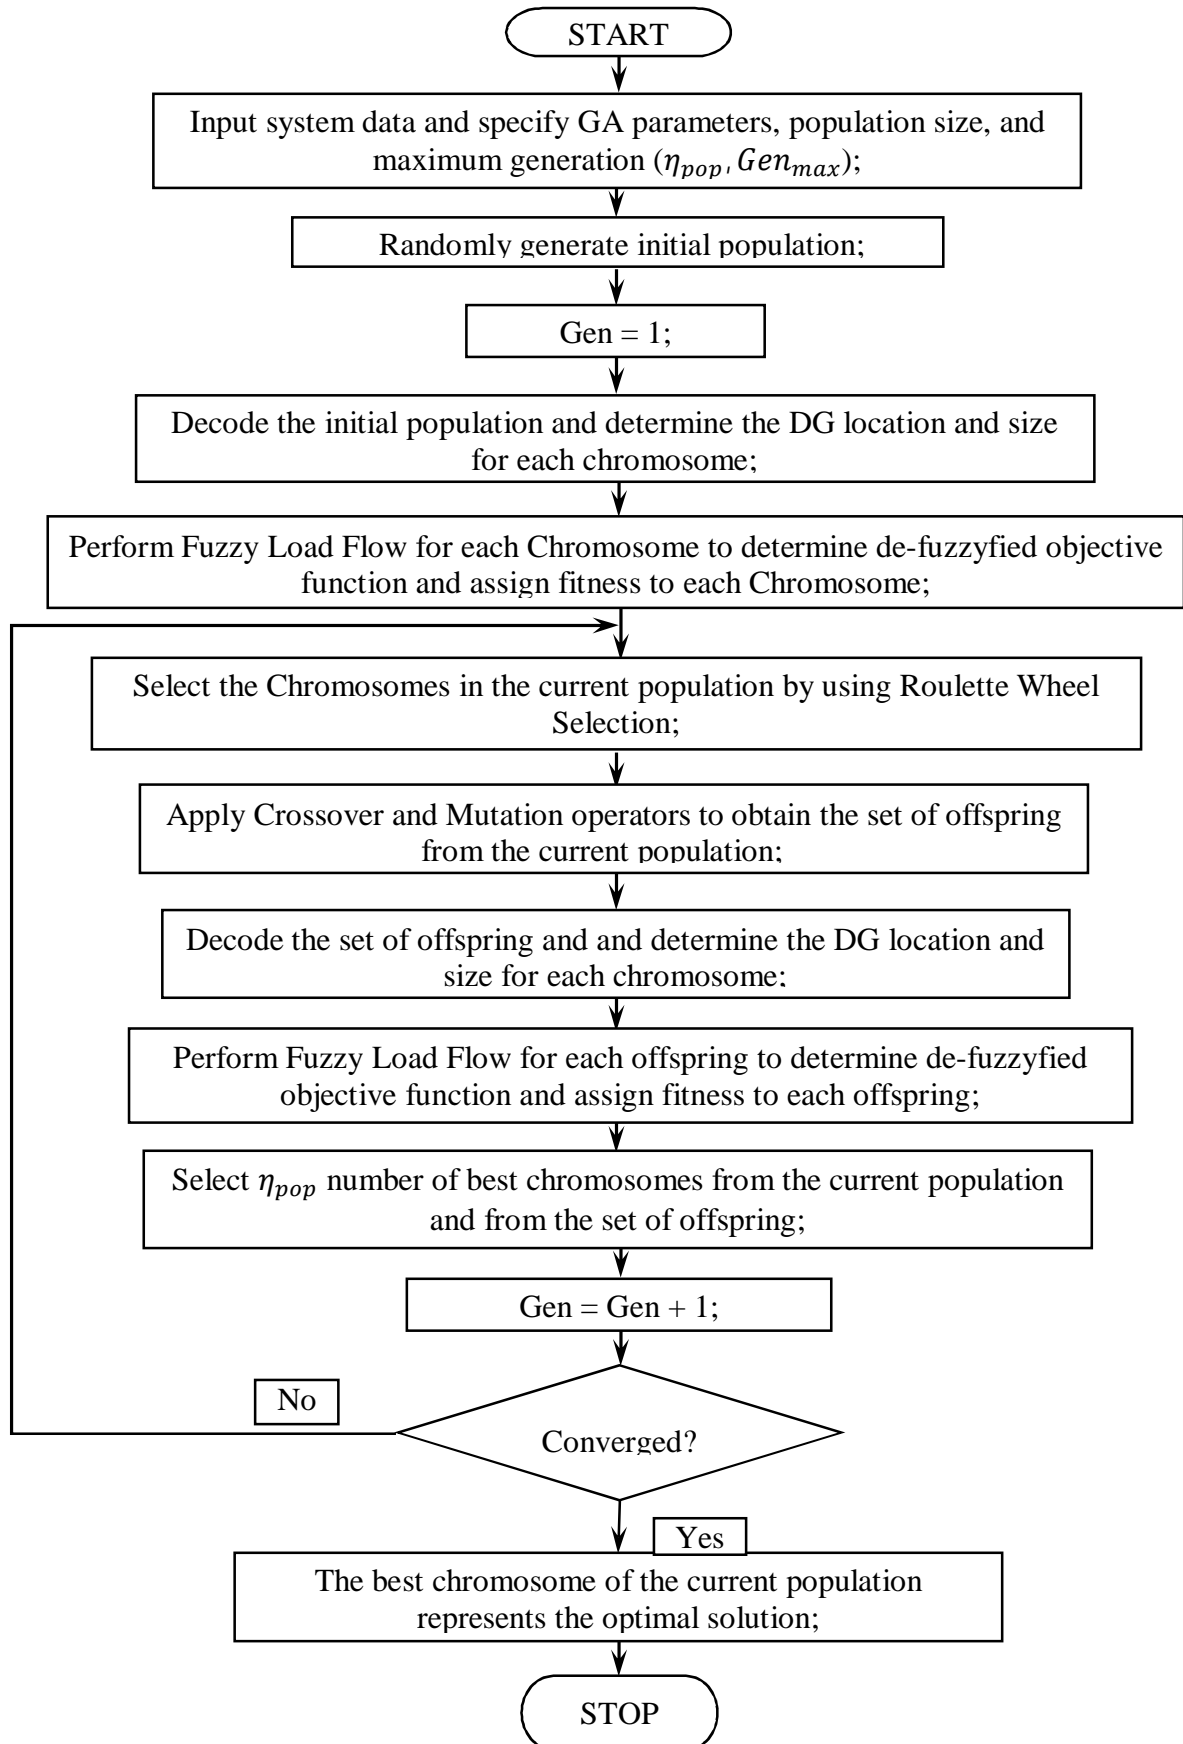 START
Input system data and specify GA parameters, population size, and
maximum generation (η_pop, Gen_max);
Randomly generate initial population;
Gen = 1;
Decode the initial population and determine the DG location and size
for each chromosome;
Perform Fuzzy Load Flow for each Chromosome to determine de-fuzzyfied objective
function and assign fitness to each Chromosome;
Select the Chromosomes in the current population by using Roulette Wheel
Selection;
Apply Crossover and Mutation operators to obtain the set of offspring
from the current population;
Decode the set of offspring and and determine the DG location and
size for each chromosome;
Perform Fuzzy Load Flow for each offspring to determine de-fuzzyfied
objective function and assign fitness to each offspring;
Select η_pop number of best chromosomes from the current population
and from the set of offspring;
Gen = Gen + 1;
No
Converged?
Yes
The best chromosome of the current population
represents the optimal solution;
STOP